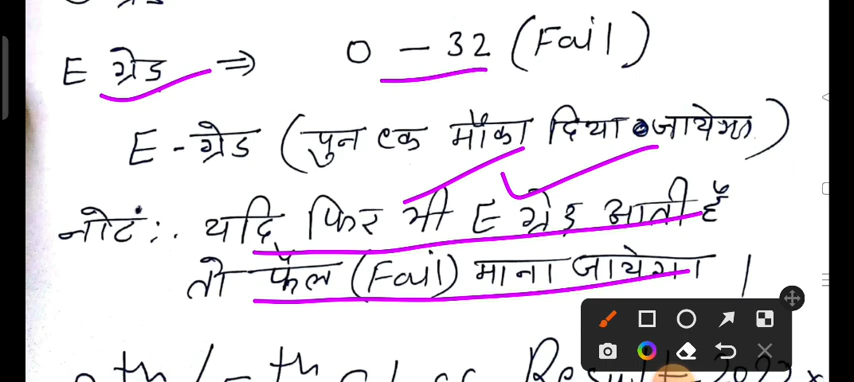 E ग्रेड ⇒ 0 - 32 (Fail)
E - ग्रेड (पुन एक मौका दिया जायेगा)
नोटः. यदि फिर भी E ग्रेड आती है
तो फैल (Fail) माना जायेगा |